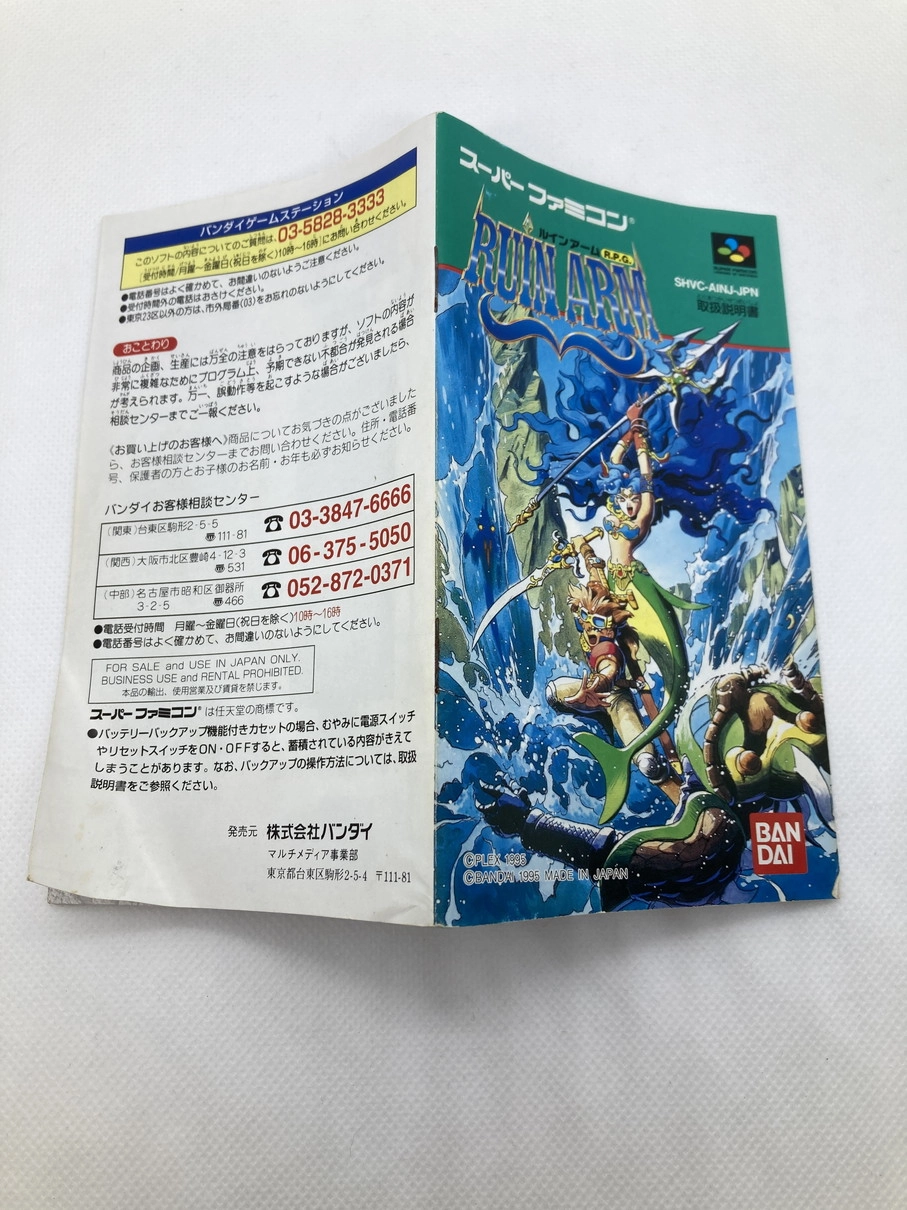 バンダイゲームステーション
このソフトの内容についてのご質問は、03-5828-3333
(受付時間/月曜〜金曜日(祝日を除く)10時〜16時)にお問い合わせください。
●電話番号はよく確かめて、お間違いのないようご注意ください。
●受付時間外の電話はおさけください。
●東京23区以外の方は、市外局番(03)をお忘れのないようにしてください。
おことわり
商品の企画、生産には万全の注意をはらっておりますが、ソフトの内容が
非常に複雑なためにプログラム上、予期できない不都合が発見される場合
が考えられます。万一、誤動作等を起こすような場合がございましたら、
相談センターまでご一報ください。
《お買い上げのお客様へ》商品についてお気づきの点がございました
ら、お客様相談センターまでお問い合わせください。住所・電話番
号、保護者の方とお子様のお名前・お年も必ずお知らせください。
バンダイお客様相談センター
(関東)台東区駒形2-5-5
〠111-81
☎03-3847-6666
(関西)大阪市北区豊崎4-12-3
〠531
☎06-375-5050
(中部)名古屋市昭和区御器所
3-2-5 〠466
☎052-872-0371
●電話受付時間 月曜〜金曜日(祝日を除く)10時〜16時
●電話番号はよく確かめて、お間違いのないようにしてください。
FOR SALE and USE IN JAPAN ONLY.
BUSINESS USE and RENTAL PROHIBITED.
本品の輸出、使用営業及び賃貸を禁じます。
スーパーファミコン®は任天堂の商標です。
●バッテリーバックアップ機能付きカセットの場合、むやみに電源スイッチ
やリセットスイッチをON・OFFすると、蓄積されている内容がきえて
しまうことがあります。なお、バックアップの操作方法については、取扱
説明書をご参照ください。
発売元 株式会社バンダイ
マルチメディア事業部
東京都台東区駒形2-5-4 〒111-81
スーパーファミコン®
ルインアーム R.P.G.
RUIN ARM
SHVC-AINJ-JPN
取扱説明書
©PLEX 1995
©BANDAI 1995 MADE IN JAPAN
BAN
DAI